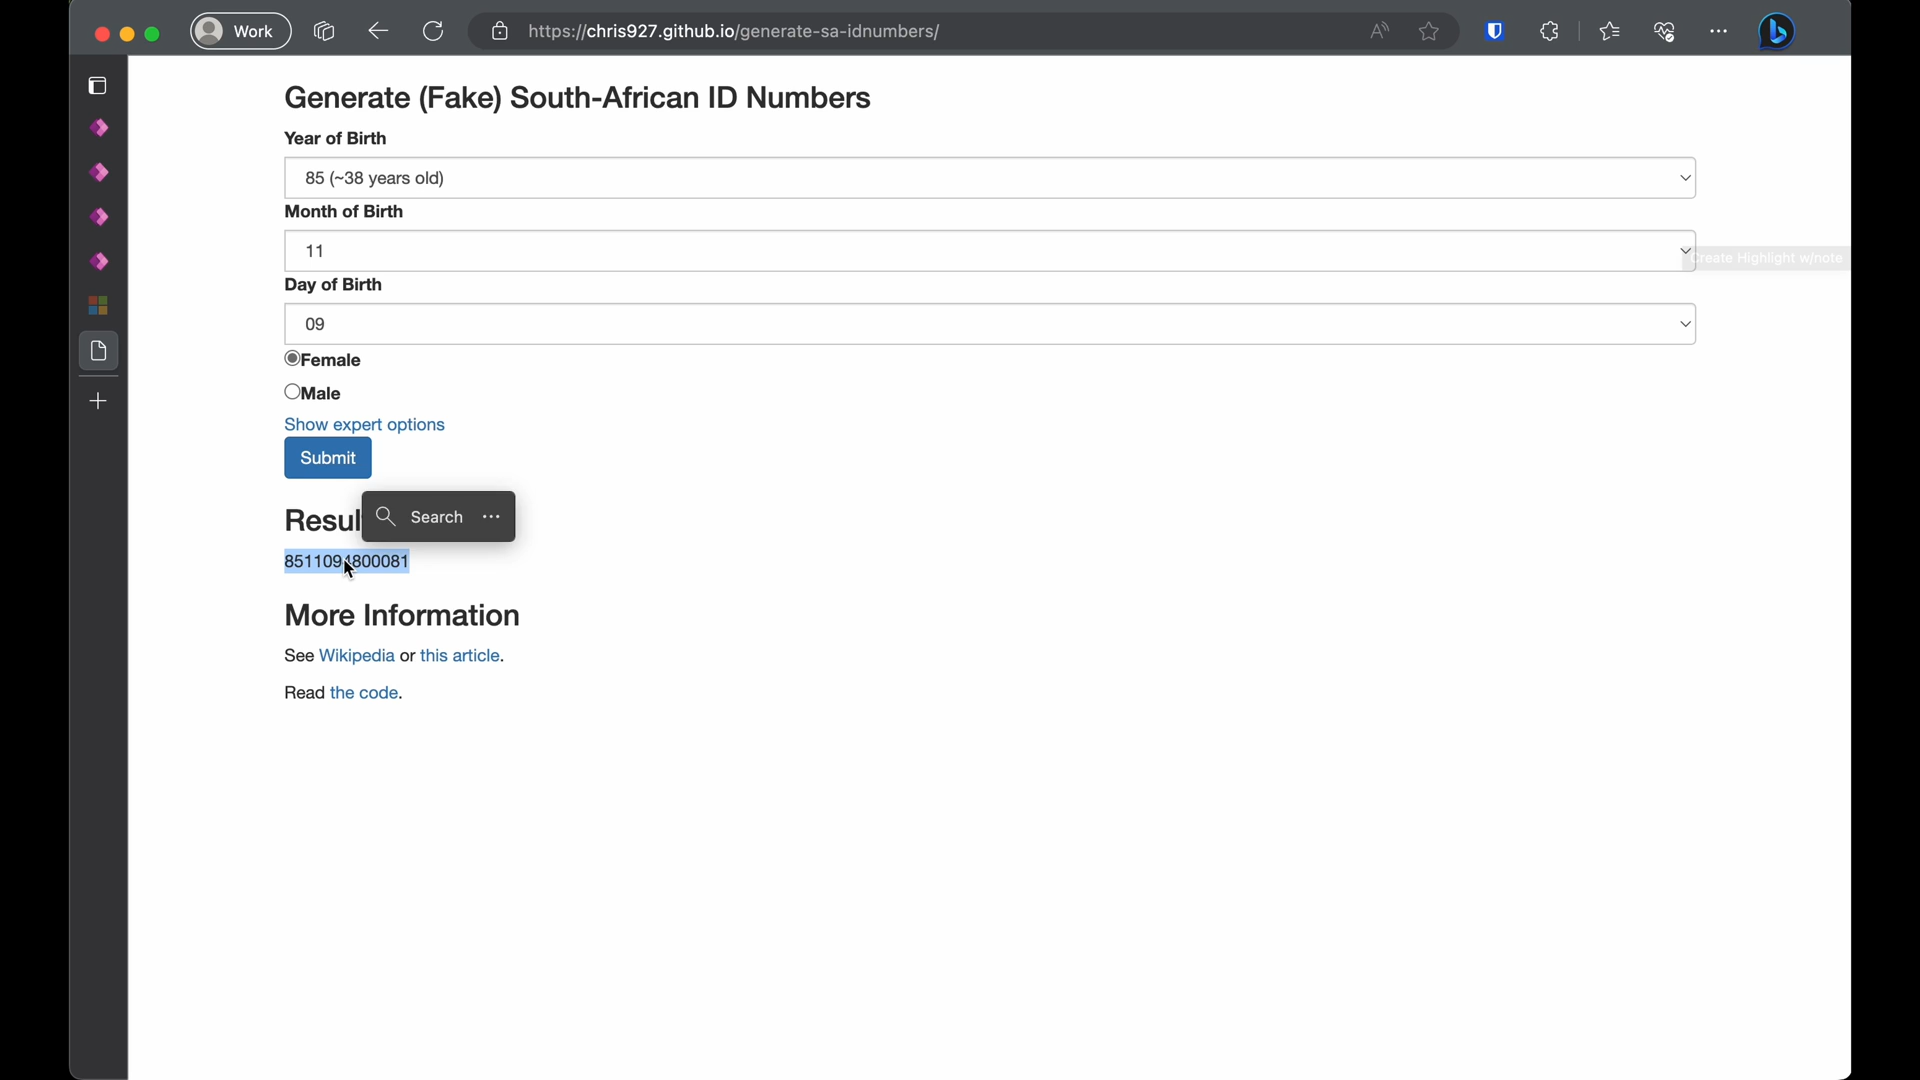 Work
https://chris927.github.io/generate-sa-idnumbers/
Generate (Fake) South-African ID Numbers
Year of Birth
85 (~38 years old)
Month of Birth
11
Create Highlight w/note
Day of Birth
09
Female
Male
Show expert options
Submit
Resul
Search
8511094800081
More Information
See Wikipedia or this article.
Read the code.